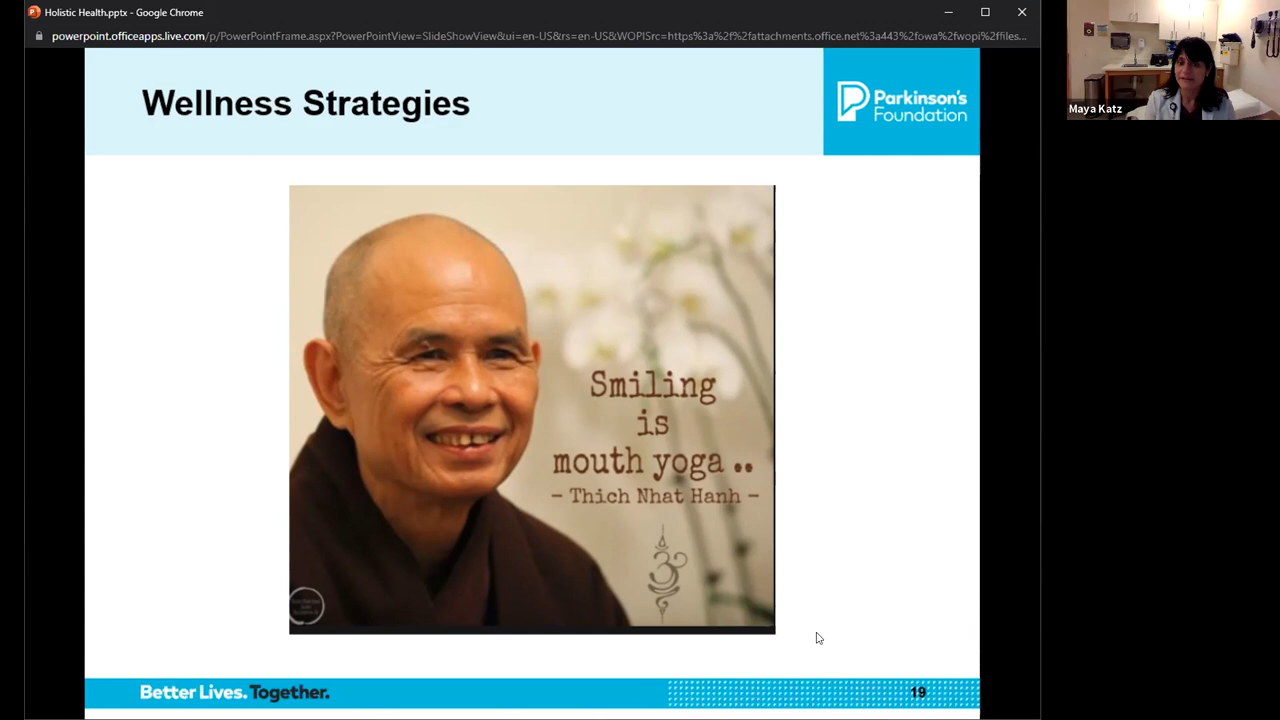 Holistic Health.pptx - Google Chrome
powerpoint.officeapps.live.com/p/PowerPointFrame.aspx?PowerPointView=SlideShowView&ui=en-US&rs=en-US&WOPISrc=https%3a%2f%2fattachments.office.net%3a443%2fowa%2fwopi%2ffiles...
Maya Katz
Wellness Strategies
Parkinson's
Foundation
Smiling
is
mouth yoga ..
- Thich Nhat Hanh -
Better Lives. Together.
19